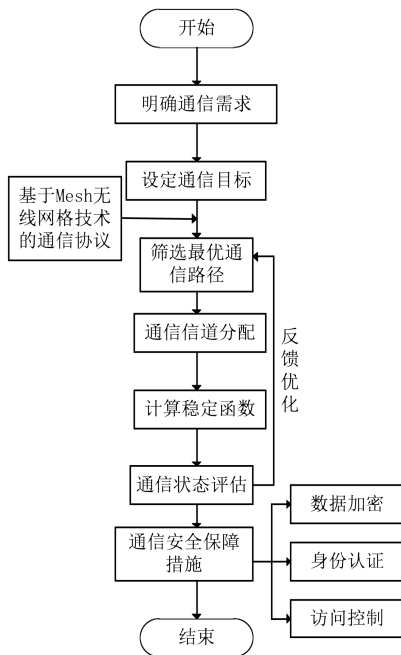 开始
明确通信需求
设定通信目标
基于Mesh无
线网格技术
的通信协议
筛选最优通
信路径
通信信道分配
反馈优化
计算稳定函数
通信状态评估
通信安全保障
措施
数据加密
身份认证
访问控制
结束